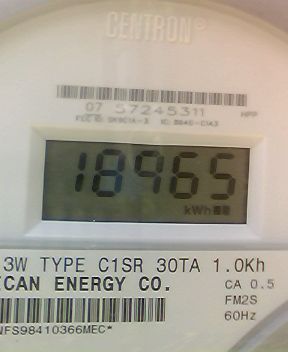 CENTRON®
07 57245311 HPP
18965
kWh
3W TYPE C1SR 30TA 1.0Kh
CAN ENERGY CO.
CA 0.5
FM2S
60Hz
NFS98410366MEC*